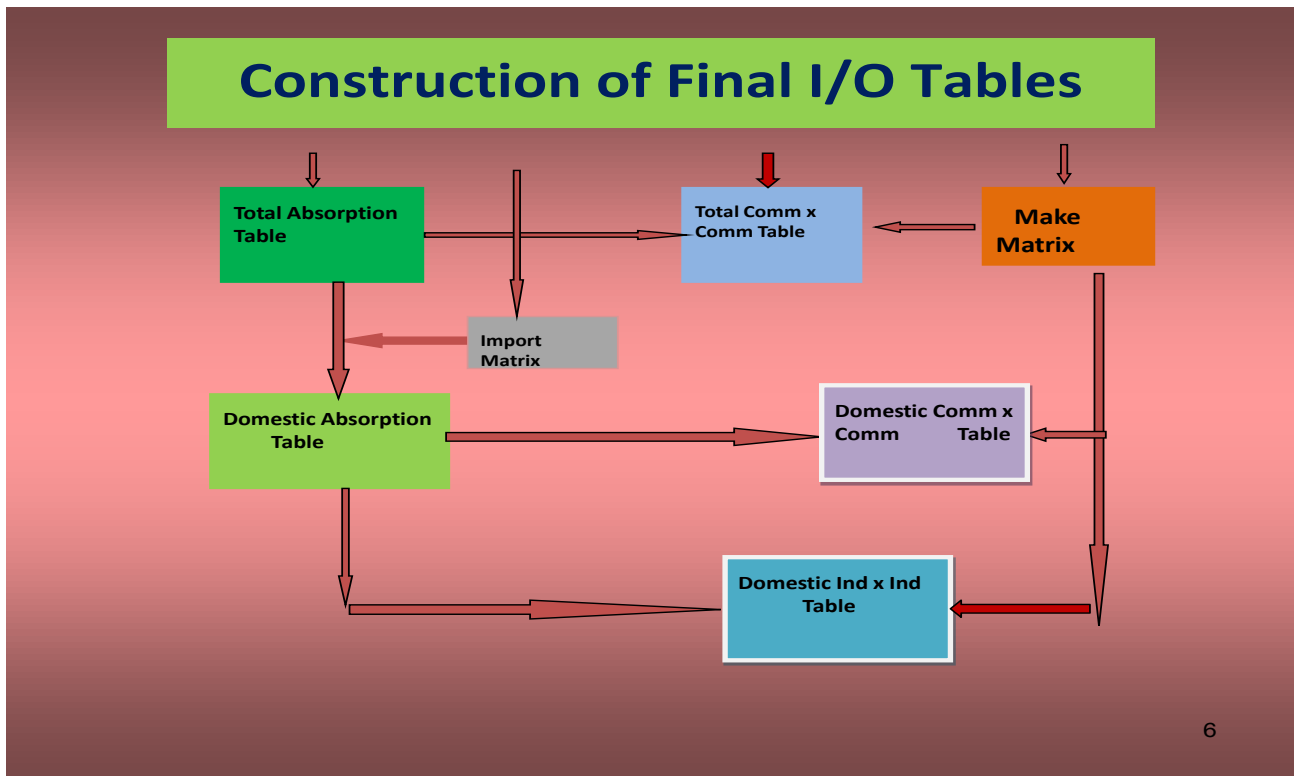 Construction of Final I/O Tables
Total Absorption
Table
Total Comm x
Comm Table
Make
Matrix
Import
Matrix
Domestic Absorption
Table
Domestic Comm x
Comm Table
Domestic Ind x Ind
Table
6